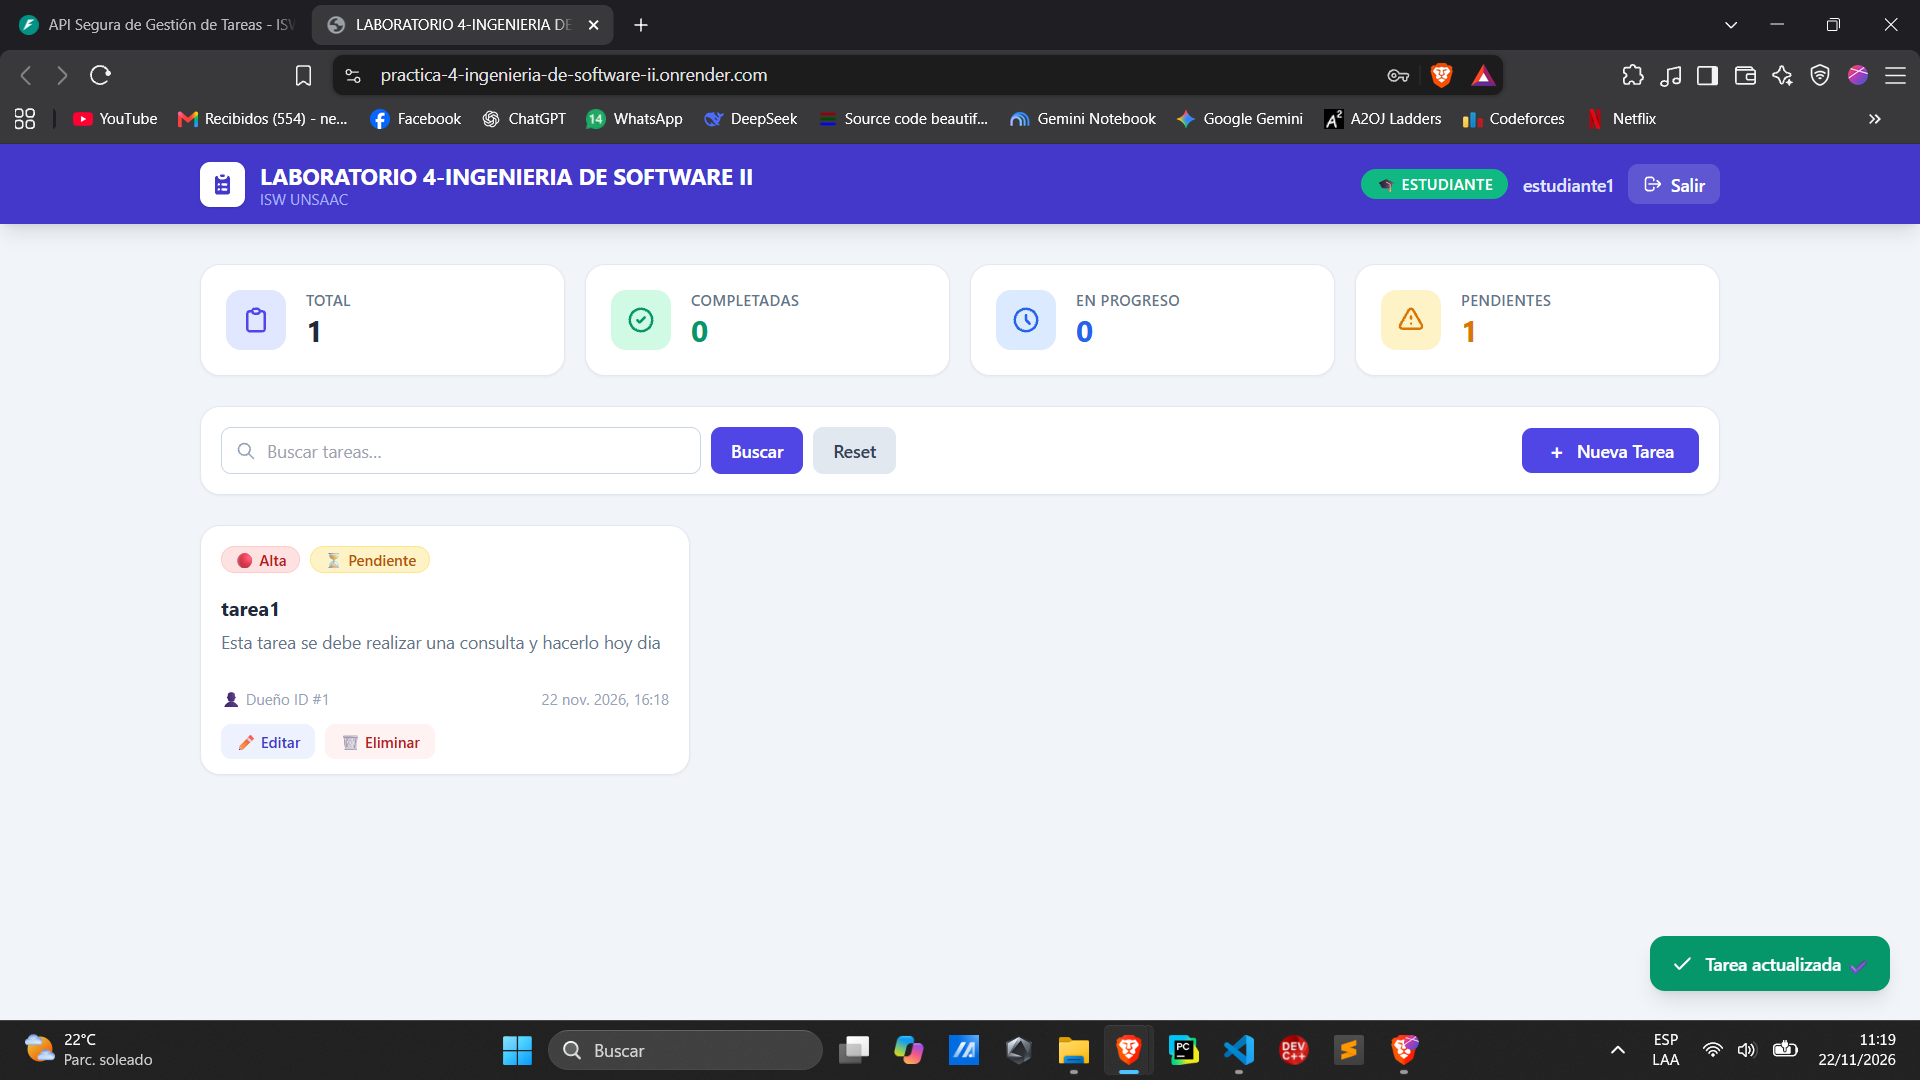 API Segura de Gestión de Tareas - ISW
LABORATORIO 4-INGENIERIA DE
practica-4-ingenieria-de-software-ii.onrender.com
YouTube
Recibidos (554) - ne...
Facebook
ChatGPT
14 WhatsApp
DeepSeek
Source code beautif...
Gemini Notebook
Google Gemini
A2OJ Ladders
Codeforces
Netflix
LABORATORIO 4-INGENIERIA DE SOFTWARE II
ISW UNSAAC
ESTUDIANTE
estudiante1
Salir
TOTAL
1
COMPLETADAS
0
EN PROGRESO
0
PENDIENTES
1
Buscar tareas...
Buscar
Reset
+ Nueva Tarea
Alta
Pendiente
tarea1
Esta tarea se debe realizar una consulta y hacerlo hoy dia
Dueño ID #1
22 nov. 2026, 16:18
Editar
Eliminar
Tarea actualizada
22°C
Parc. soleado
Buscar
PC
DEV
C++
ESP
LAA
11:19
22/11/2026